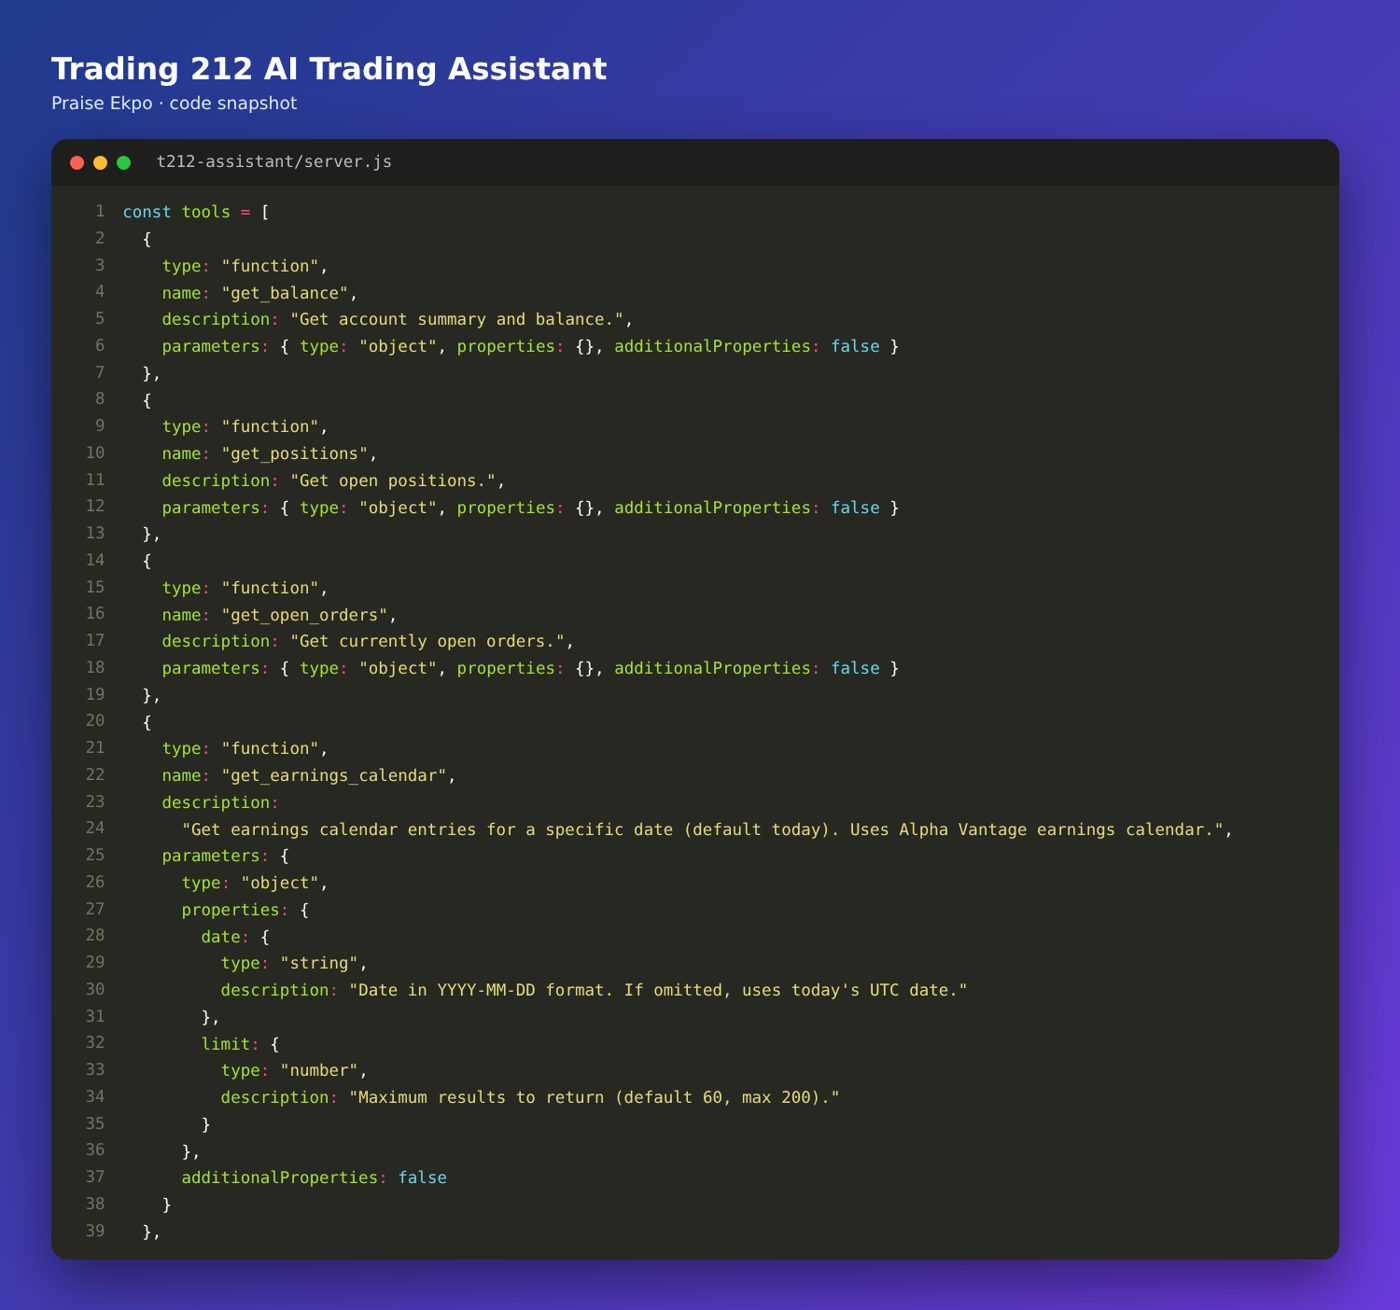 Trading 212 AI Trading Assistant
Praise Ekpo · code snapshot
t212-assistant/server.js
1 const tools = [
2   {
3     type: "function",
4     name: "get_balance",
5     description: "Get account summary and balance.",
6     parameters: { type: "object", properties: {}, additionalProperties: false }
7   },
8   {
9     type: "function",
10     name: "get_positions",
11     description: "Get open positions.",
12     parameters: { type: "object", properties: {}, additionalProperties: false }
13   },
14   {
15     type: "function",
16     name: "get_open_orders",
17     description: "Get currently open orders.",
18     parameters: { type: "object", properties: {}, additionalProperties: false }
19   },
20   {
21     type: "function",
22     name: "get_earnings_calendar",
23     description:
24       "Get earnings calendar entries for a specific date (default today). Uses Alpha Vantage earnings calendar.",
25     parameters: {
26       type: "object",
27       properties: {
28         date: {
29           type: "string",
30           description: "Date in YYYY-MM-DD format. If omitted, uses today's UTC date."
31         },
32         limit: {
33           type: "number",
34           description: "Maximum results to return (default 60, max 200)."
35         }
36       },
37       additionalProperties: false
38     }
39   },